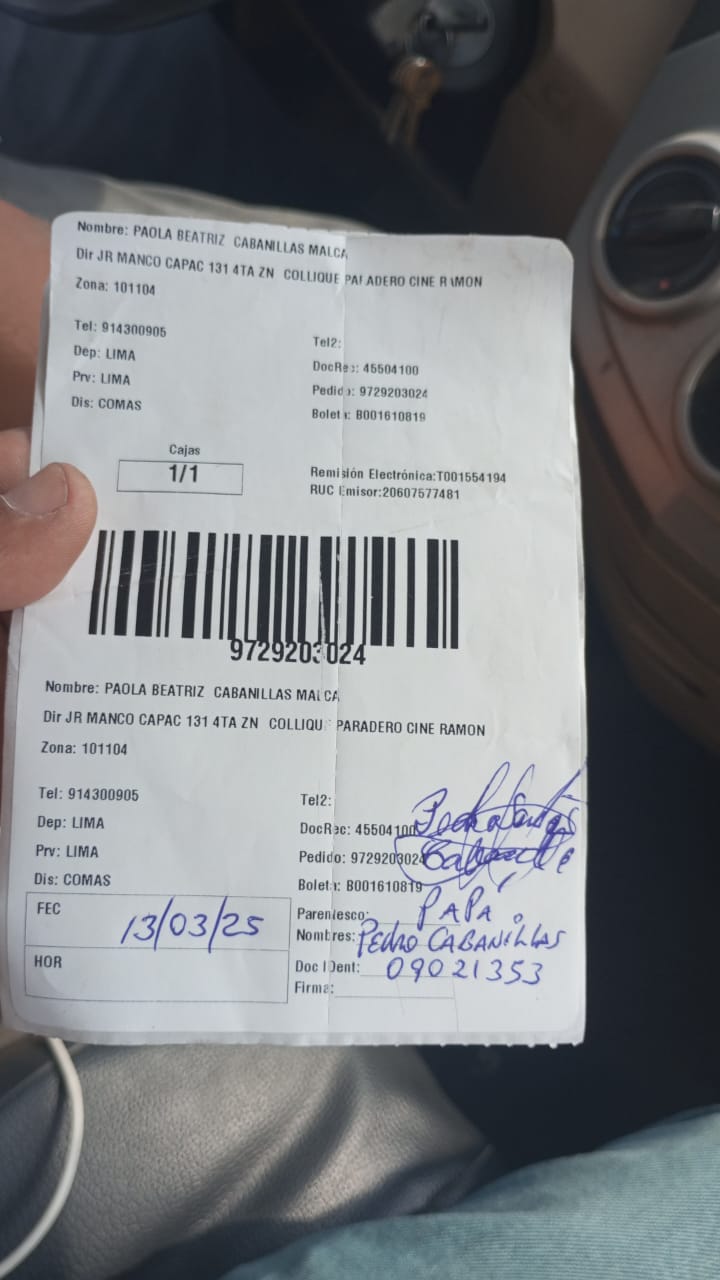 Nombre: PAOLA BEATRIZ CABANILLAS MALCA
Dir JR MANCO CAPAC 131 4TA ZN COLLIQUE PARADERO CINE RAMON
Zona: 101104
Tel: 914300905 Tel2:
Dep: LIMA DocRec: 45504100
Prv: LIMA Pedido: 9729203024
Dis: COMAS Boleta: B001610819
Cajas
1/1
Remisión Electrónica:T001554194
RUC Emisor:20607577481
9729203024
Nombre: PAOLA BEATRIZ CABANILLAS MALCA
Dir JR MANCO CAPAC 131 4TA ZN COLLIQUE PARADERO CINE RAMON
Zona: 101104
Tel: 914300905 Tel2:
Dep: LIMA DocRec: 45504100
Prv: LIMA Pedido: 9729203024
Dis: COMAS Boleta: B001610819
FEC 13/03/25 Parentesco: PAPA.
Nombres: PEDRO CABANILLAS
HOR Doc Ident: 09021353
Firma: